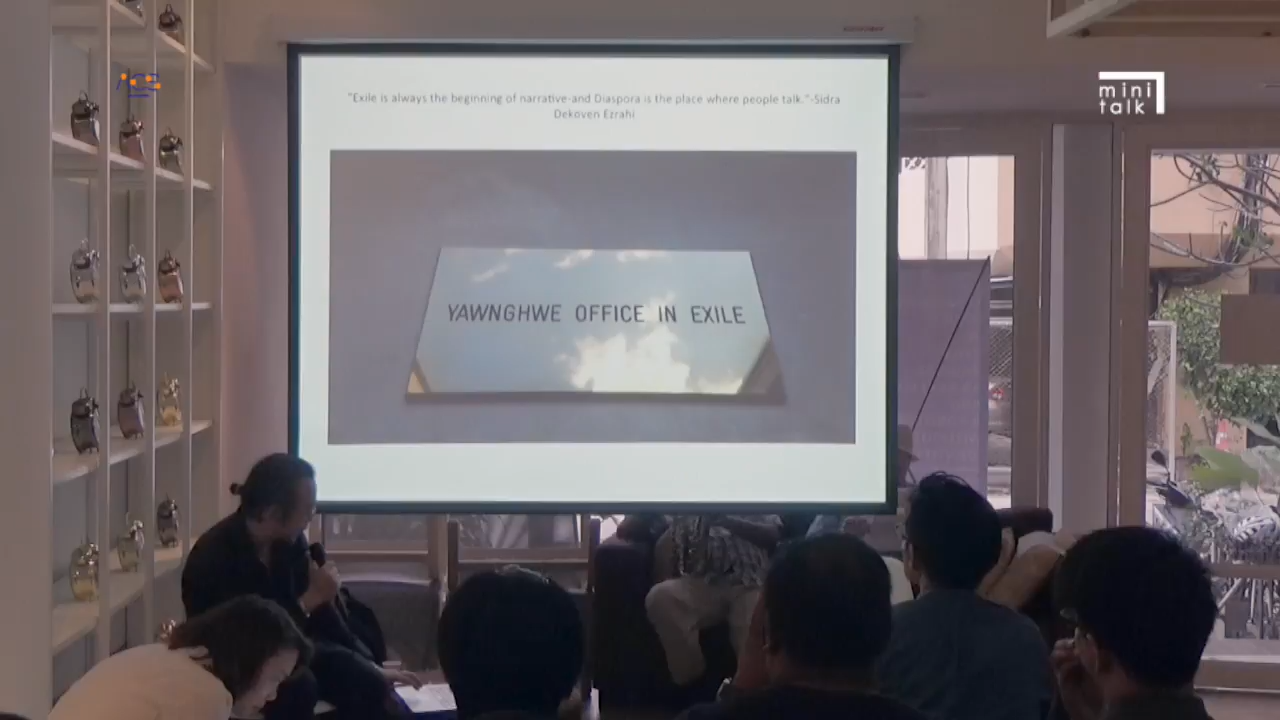 "Exile is always the beginning of narrative-and Diaspora is the place where people talk."-Sidra
Dekoven Ezrahi
YAWNGHWE OFFICE IN EXILE
mini
talk